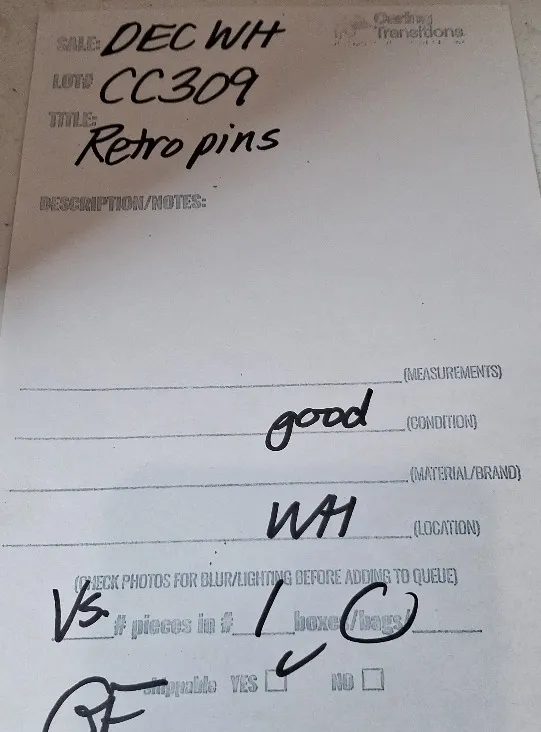 Caring
Transitions
SALE: DEC WH
LOT# CC309
TITLE:
Retro pins
DESCRIPTION/NOTES:
(MEASUREMENTS)
good (CONDITION)
(MATERIAL/BRAND)
WH (LOCATION)
(CHECK PHOTOS FOR BLUR/LIGHTING BEFORE ADDING TO QUEUE)
Vs. # pieces in # 1 boxes/bags/
shippable YES ✓ NO